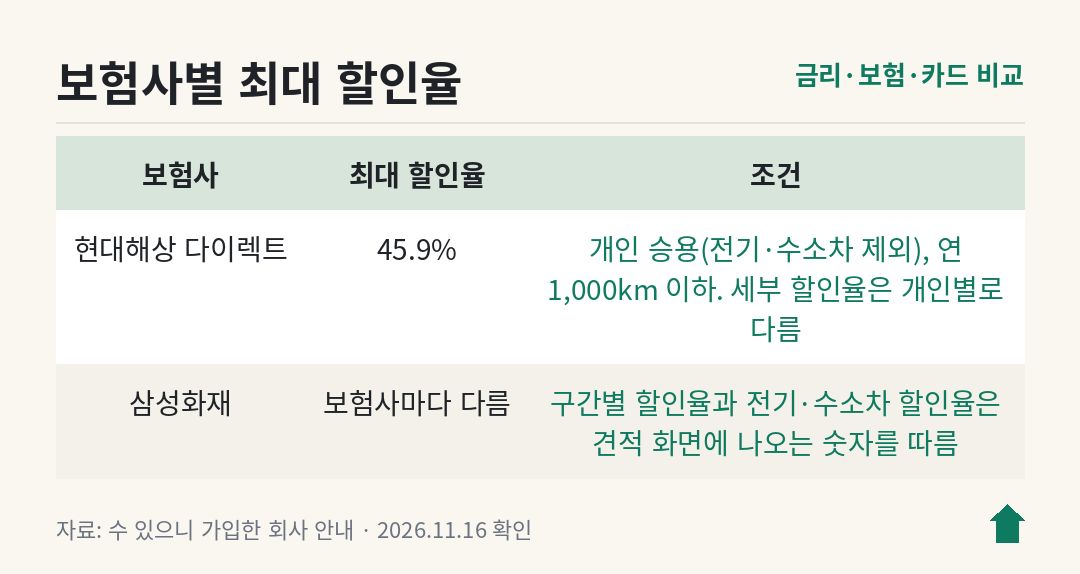 보험사별 최대 할인율
금리·보험·카드 비교
보험사 최대 할인율 조건
현대해상 다이렉트 45.9% 개인 승용(전기·수소차 제외), 연
1,000km 이하. 세부 할인율은 개인별로
다름
삼성화재 보험사마다 다름 구간별 할인율과 전기·수소차 할인율은
견적 화면에 나오는 숫자를 따름
자료: 수 있으니 가입한 회사 안내 · 2026.11.16 확인